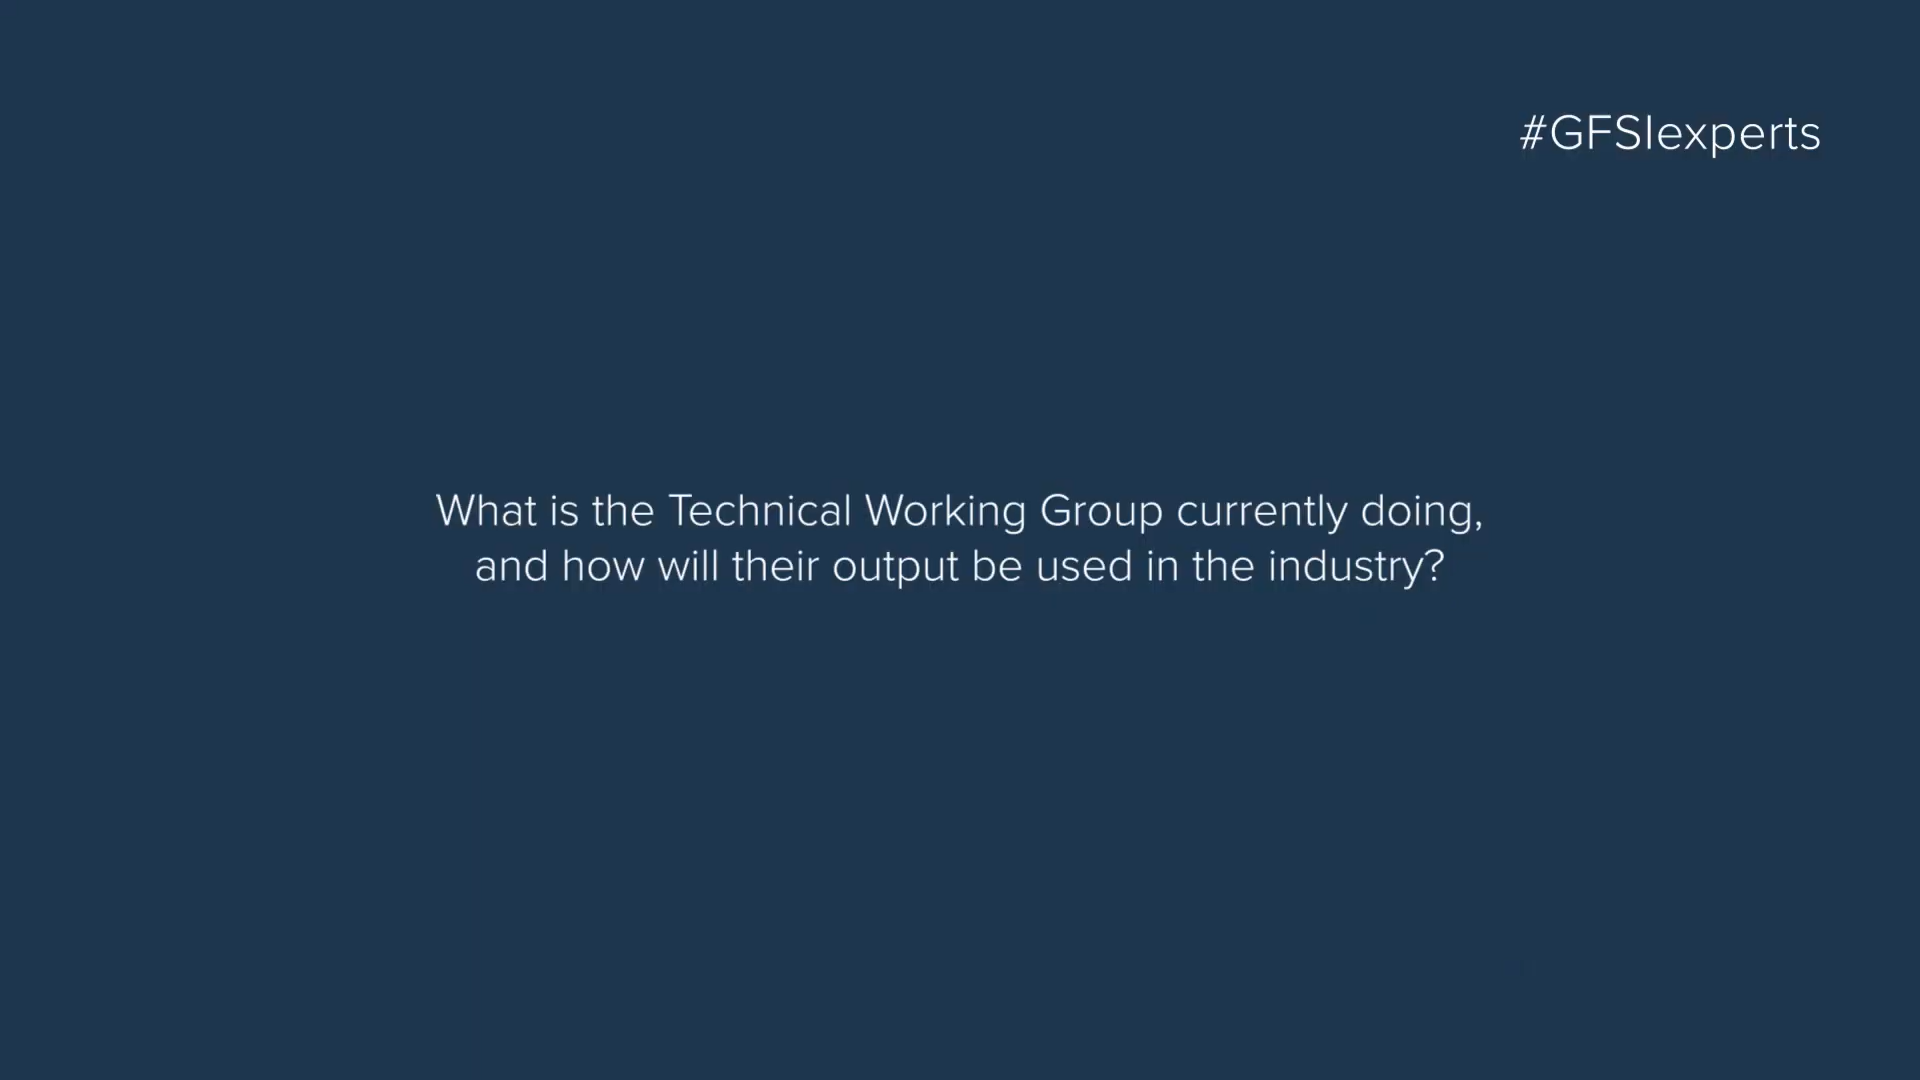 #GFSIexperts
What is the Technical Working Group currently doing,
and how will their output be used in the industry?